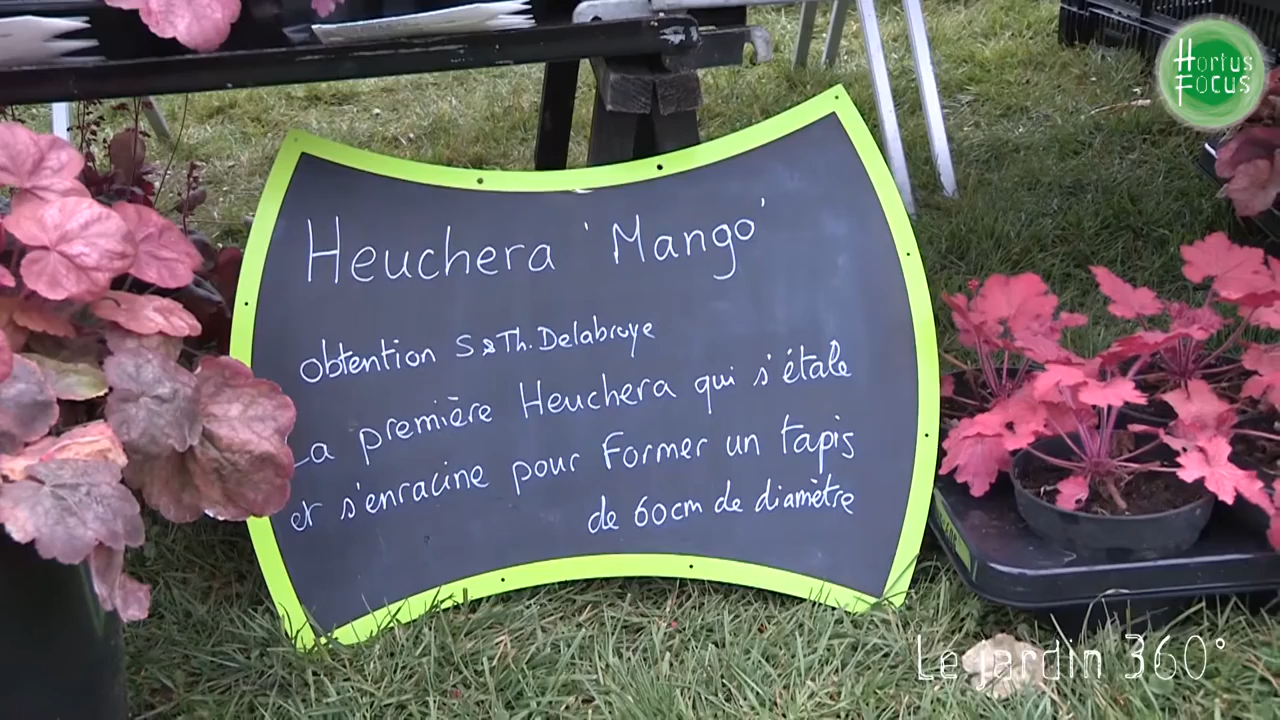 Hortus
Focus
Heuchera 'Mango'
obtention S & Th. Delabroye
La première Heuchera qui s'étale
et s'enracine pour Former un tapis
de 60cm de diamètre
Le jardin 360°